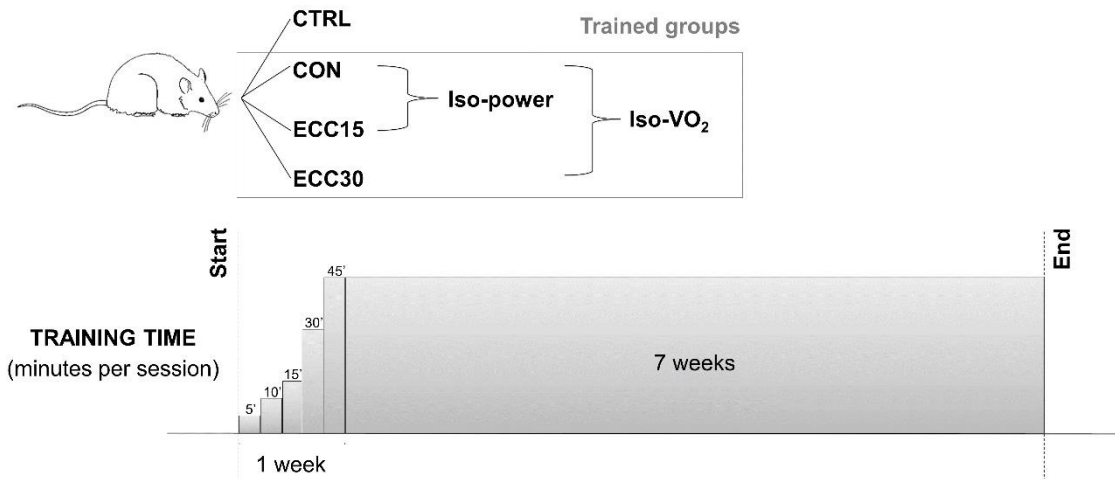 CTRL
Trained groups
CON
Iso-power
ECC15
Iso-VO₂
ECC30
Start
End
TRAINING TIME
(minutes per session)
5'
10'
15'
30'
45'
7 weeks
1 week